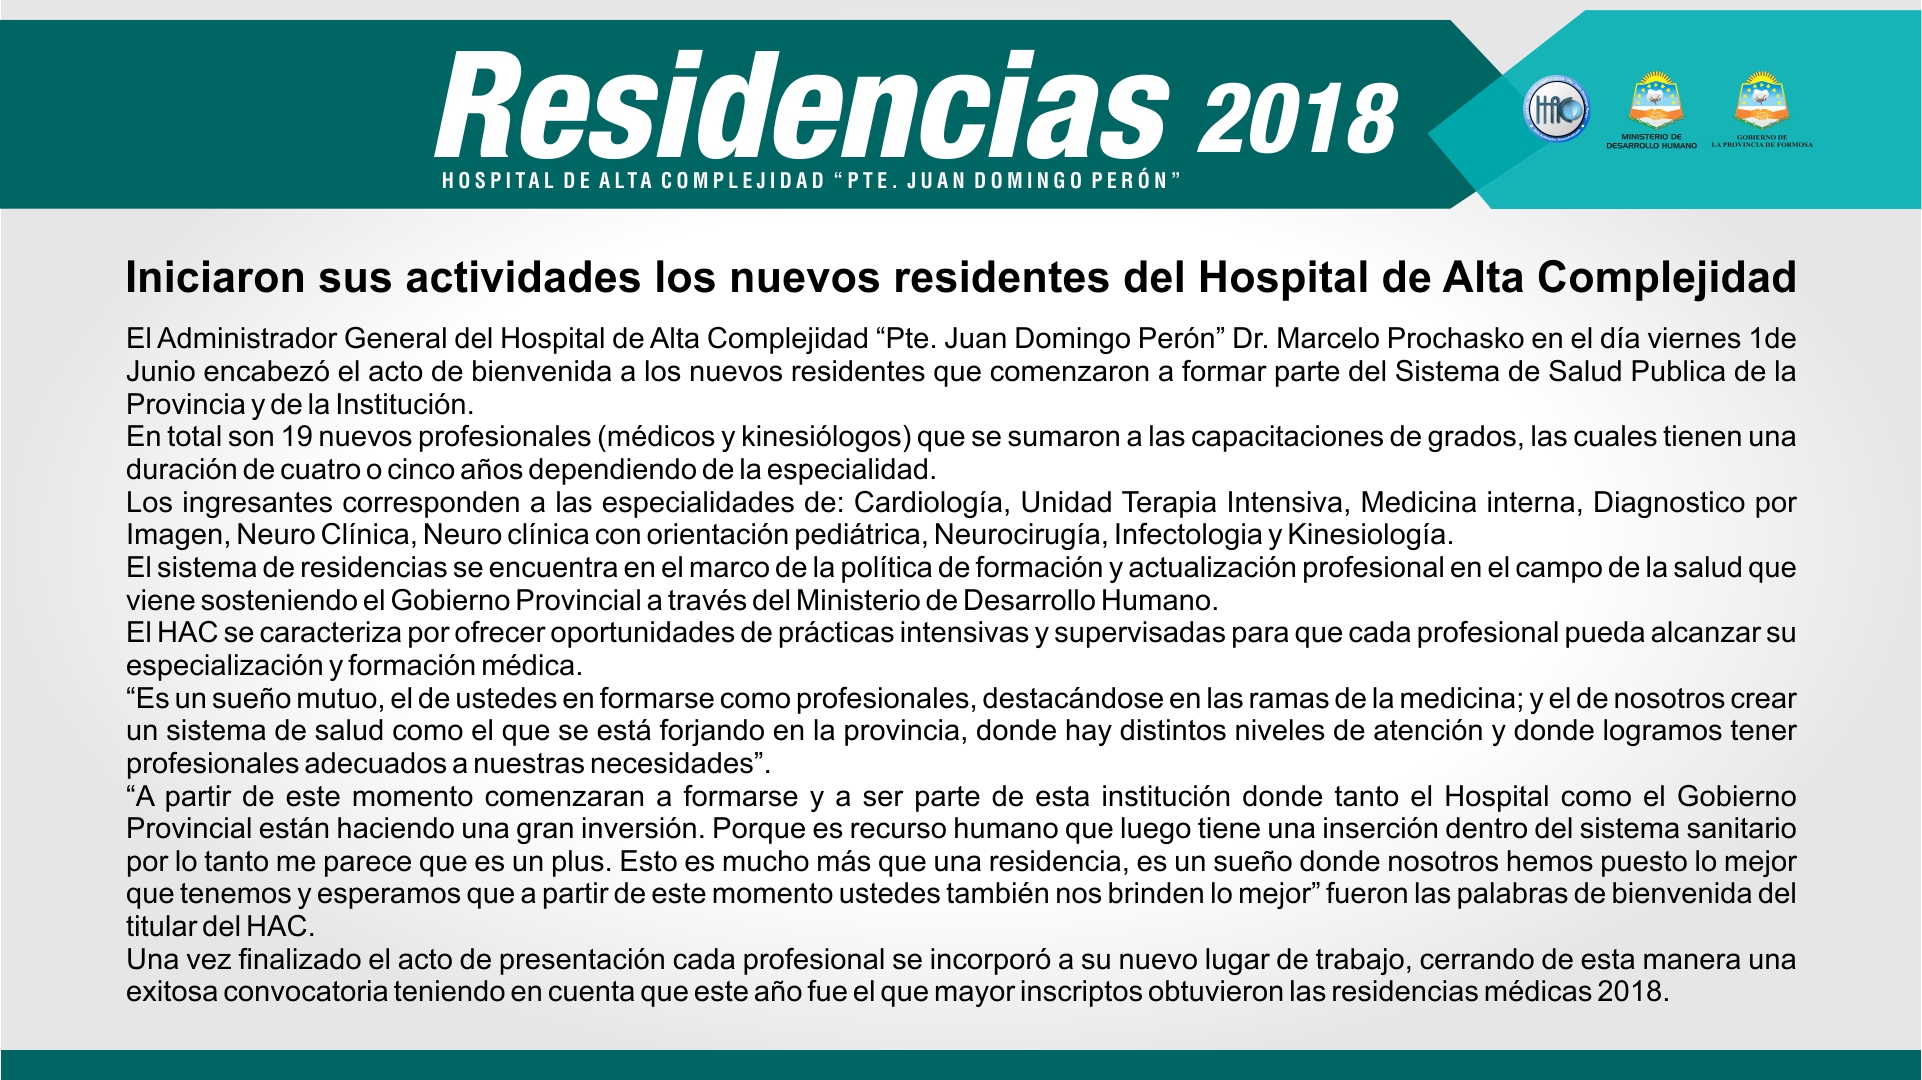 Residencias 2018
HOSPITAL DE ALTA COMPLEJIDAD “PTE. JUAN DOMINGO PERÓN”
HAC
MINISTERIO DE
DESARROLLO HUMANO
GOBIERNO DE
LA PROVINCIA DE FORMOSA
Iniciaron sus actividades los nuevos residentes del Hospital de Alta Complejidad
El Administrador General del Hospital de Alta Complejidad “Pte. Juan Domingo Perón” Dr. Marcelo Prochasko en el día viernes 1de
Junio encabezó el acto de bienvenida a los nuevos residentes que comenzaron a formar parte del Sistema de Salud Publica de la
Provincia y de la Institución.
En total son 19 nuevos profesionales (médicos y kinesiólogos) que se sumaron a las capacitaciones de grados, las cuales tienen una
duración de cuatro o cinco años dependiendo de la especialidad.
Los ingresantes corresponden a las especialidades de: Cardiología, Unidad Terapia Intensiva, Medicina interna, Diagnostico por
Imagen, Neuro Clínica, Neuro clínica con orientación pediátrica, Neurocirugía, Infectologia y Kinesiología.
El sistema de residencias se encuentra en el marco de la política de formación y actualización profesional en el campo de la salud que
viene sosteniendo el Gobierno Provincial a través del Ministerio de Desarrollo Humano.
El HAC se caracteriza por ofrecer oportunidades de prácticas intensivas y supervisadas para que cada profesional pueda alcanzar su
especialización y formación médica.
“Es un sueño mutuo, el de ustedes en formarse como profesionales, destacándose en las ramas de la medicina; y el de nosotros crear
un sistema de salud como el que se está forjando en la provincia, donde hay distintos niveles de atención y donde logramos tener
profesionales adecuados a nuestras necesidades”.
“A partir de este momento comenzaran a formarse y a ser parte de esta institución donde tanto el Hospital como el Gobierno
Provincial están haciendo una gran inversión. Porque es recurso humano que luego tiene una inserción dentro del sistema sanitario
por lo tanto me parece que es un plus. Esto es mucho más que una residencia, es un sueño donde nosotros hemos puesto lo mejor
que tenemos y esperamos que a partir de este momento ustedes también nos brinden lo mejor” fueron las palabras de bienvenida del
titular del HAC.
Una vez finalizado el acto de presentación cada profesional se incorporó a su nuevo lugar de trabajo, cerrando de esta manera una
exitosa convocatoria teniendo en cuenta que este año fue el que mayor inscriptos obtuvieron las residencias médicas 2018.